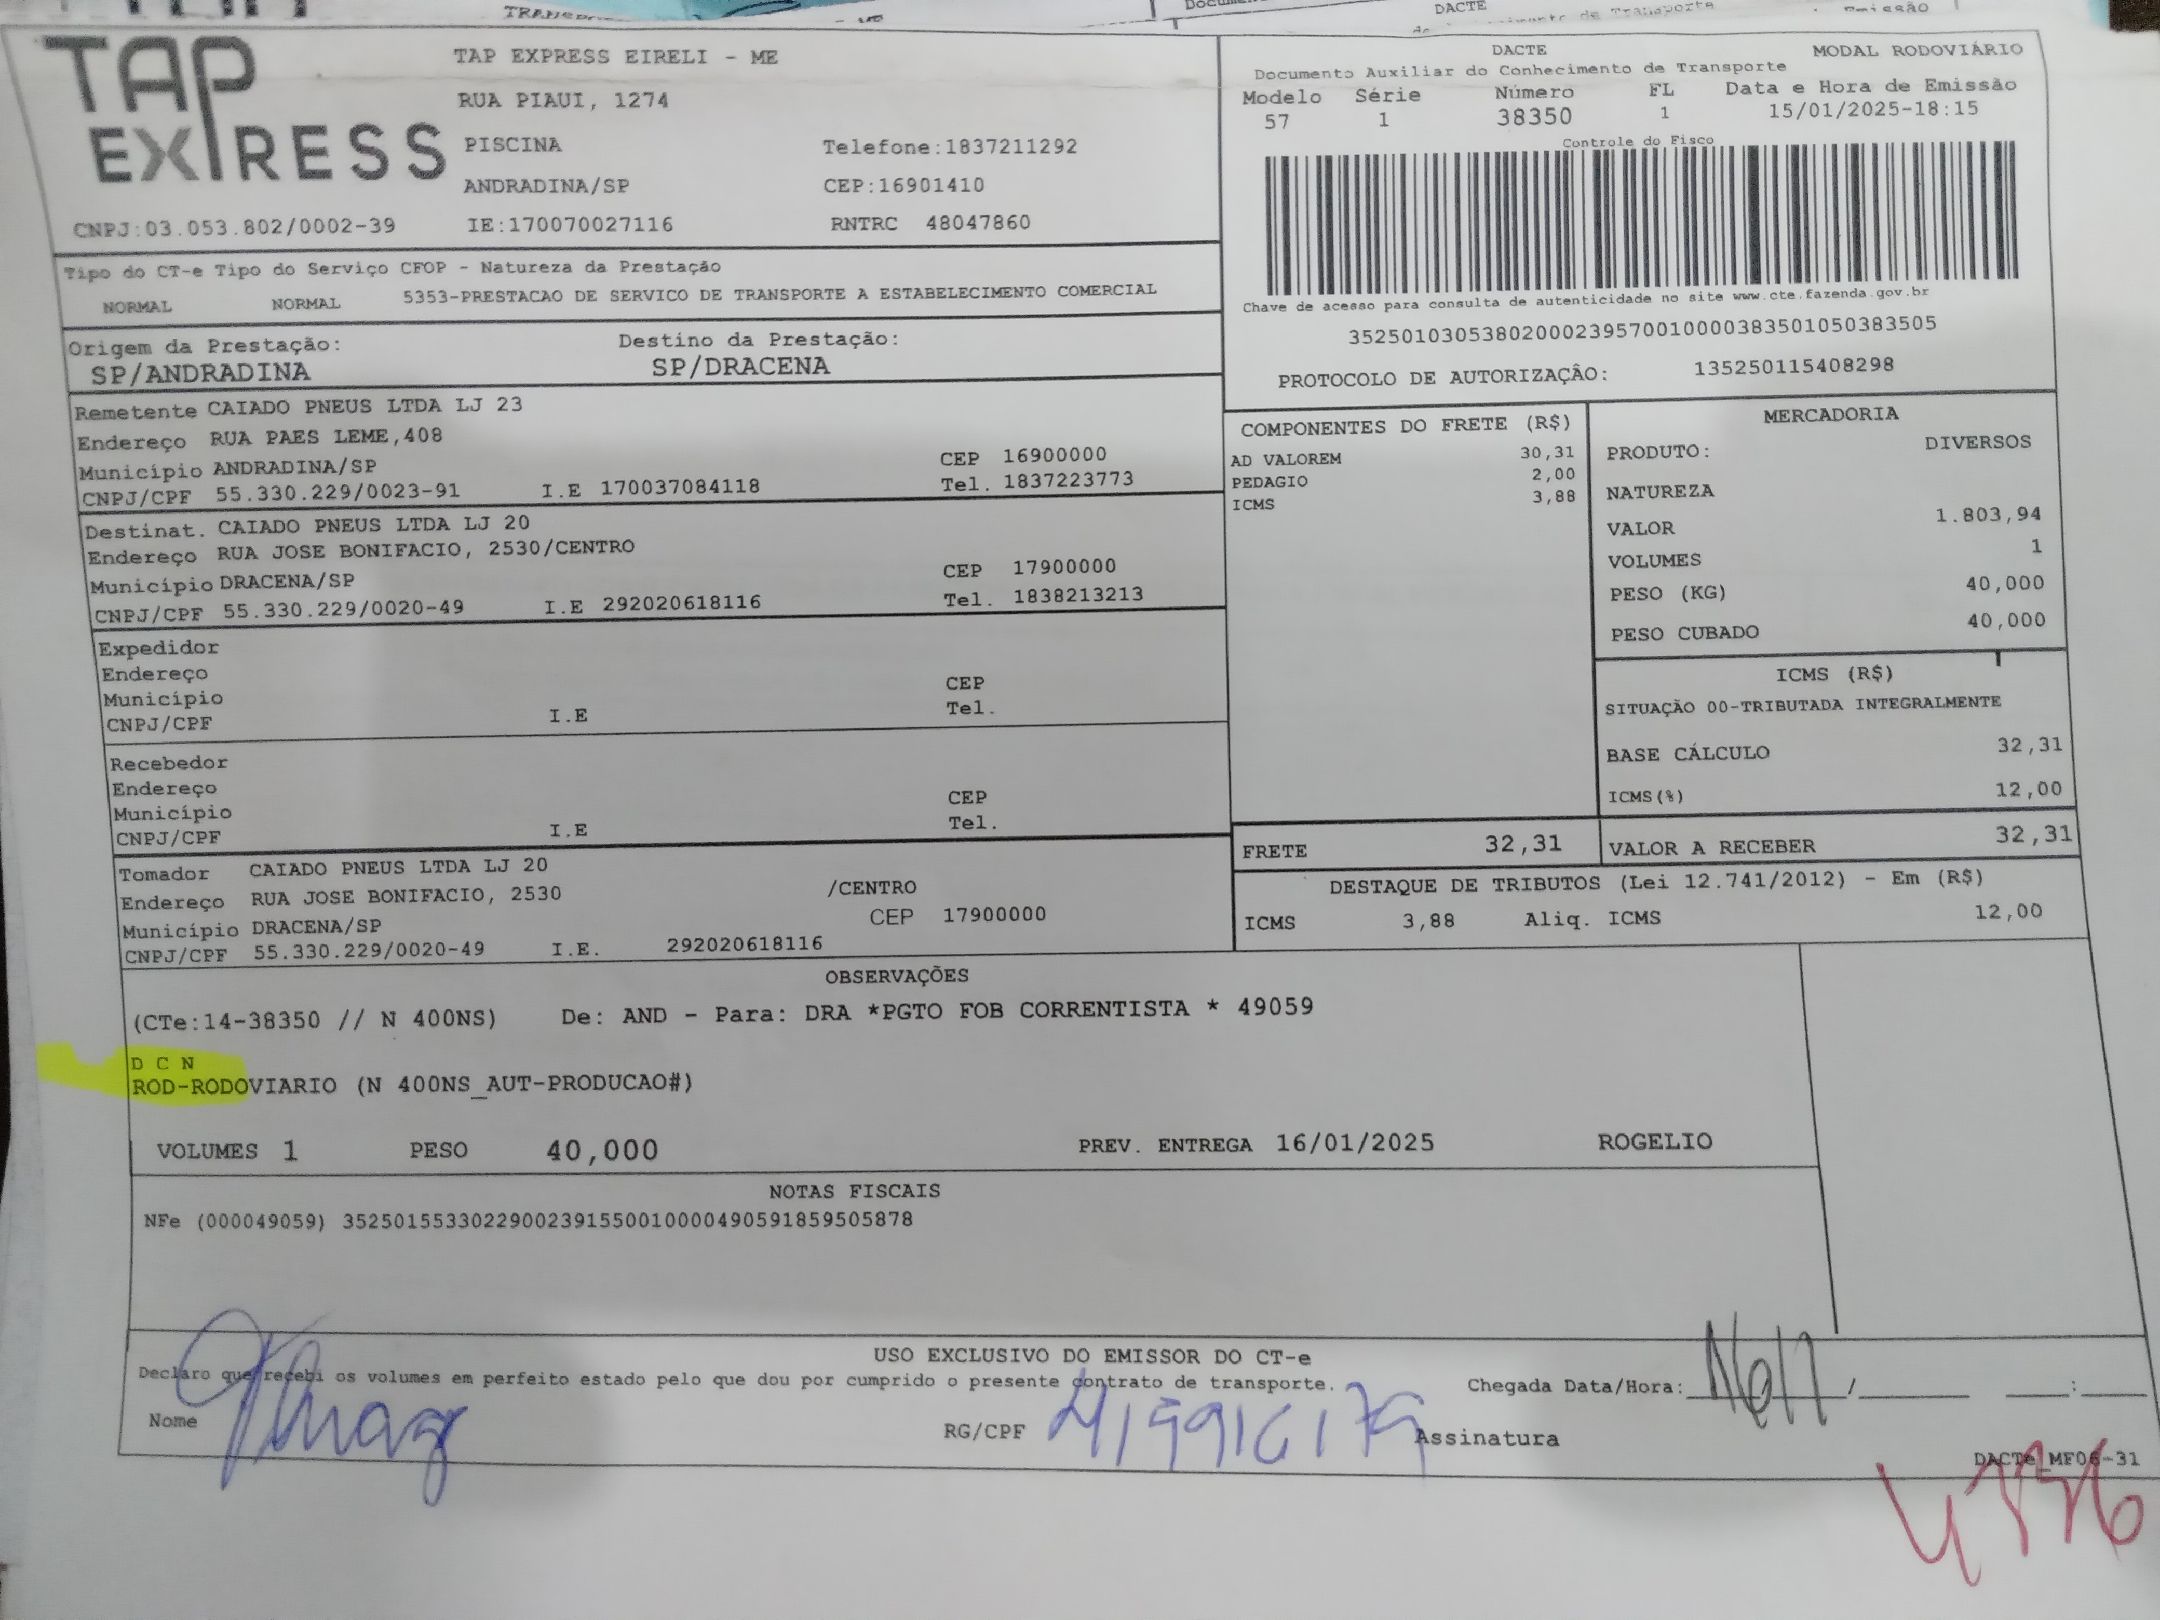 DACTE
TAP
EXPRESS
TAP EXPRESS EIRELI - ME
RUA PIAUI, 1274
PISCINA Telefone:1837211292
ANDRADINA/SP CEP:16901410
CNPJ:03.053.802/0002-39 IE:170070027116 RNTRC 48047860
DACTE MODAL RODOVIÁRIO
Documento Auxiliar do Conhecimento de Transporte
Modelo Série Número FL Data e Hora de Emissão
57 1 38350 1 15/01/2025-18:15
Controle do Fisco
Chave de acesso para consulta de autenticidade no site www.cte.fazenda.gov.br
35250103053802000239570010000383501050383505
PROTOCOLO DE AUTORIZAÇÃO: 135250115408298
Tipo do CT-e Tipo do Serviço CFOP - Natureza da Prestação
NORMAL NORMAL 5353-PRESTACAO DE SERVICO DE TRANSPORTE A ESTABELECIMENTO COMERCIAL
Origem da Prestação: Destino da Prestação:
SP/ANDRADINA SP/DRACENA
Remetente CAIADO PNEUS LTDA LJ 23
Endereço RUA PAES LEME,408
Município ANDRADINA/SP CEP 16900000
CNPJ/CPF 55.330.229/0023-91 I.E 170037084118 Tel. 1837223773
Destinat. CAIADO PNEUS LTDA LJ 20
Endereço RUA JOSE BONIFACIO, 2530/CENTRO
Município DRACENA/SP CEP 17900000
CNPJ/CPF 55.330.229/0020-49 I.E 292020618116 Tel. 1838213213
Expedidor
Endereço
Município CEP
CNPJ/CPF I.E Tel.
Recebedor
Endereço
Município CEP
CNPJ/CPF I.E Tel.
Tomador CAIADO PNEUS LTDA LJ 20
Endereço RUA JOSE BONIFACIO, 2530 /CENTRO
Município DRACENA/SP CEP 17900000
CNPJ/CPF 55.330.229/0020-49 I.E. 292020618116
COMPONENTES DO FRETE (R$)
AD VALOREM 30,31
PEDAGIO 2,00
ICMS 3,88
FRETE 32,31
MERCADORIA
PRODUTO: DIVERSOS
NATUREZA
VALOR 1.803,94
VOLUMES 1
PESO (KG) 40,000
PESO CUBADO 40,000
ICMS (R$)
SITUAÇÃO 00-TRIBUTADA INTEGRALMENTE
BASE CÁLCULO 32,31
ICMS(%) 12,00
VALOR A RECEBER 32,31
DESTAQUE DE TRIBUTOS (Lei 12.741/2012) - Em (R$)
ICMS 3,88 Aliq. ICMS 12,00
OBSERVAÇÕES
(CTe:14-38350 // N 400NS) De: AND - Para: DRA *PGTO FOB CORRENTISTA * 49059
D C N
ROD-RODOVIARIO (N 400NS_AUT-PRODUCAO#)
VOLUMES 1 PESO 40,000 PREV. ENTREGA 16/01/2025 ROGELIO
NOTAS FISCAIS
NFe (000049059) 35250155330229002391550010000490591859505878
USO EXCLUSIVO DO EMISSOR DO CT-e
Declaro que recebi os volumes em perfeito estado pelo que dou por cumprido o presente contrato de transporte.
Chegada Data/Hora: / :
Nome RG/CPF Assinatura
DACTe_MF06-31